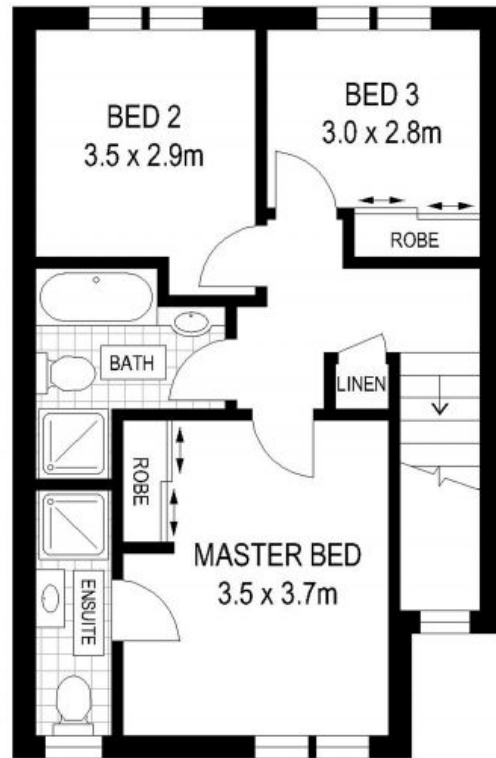 BED 2
3.5 x 2.9m
BED 3
3.0 x 2.8m
ROBE
BATH
LINEN
ROBE
MASTER BED
3.5 x 3.7m
ENSUITE